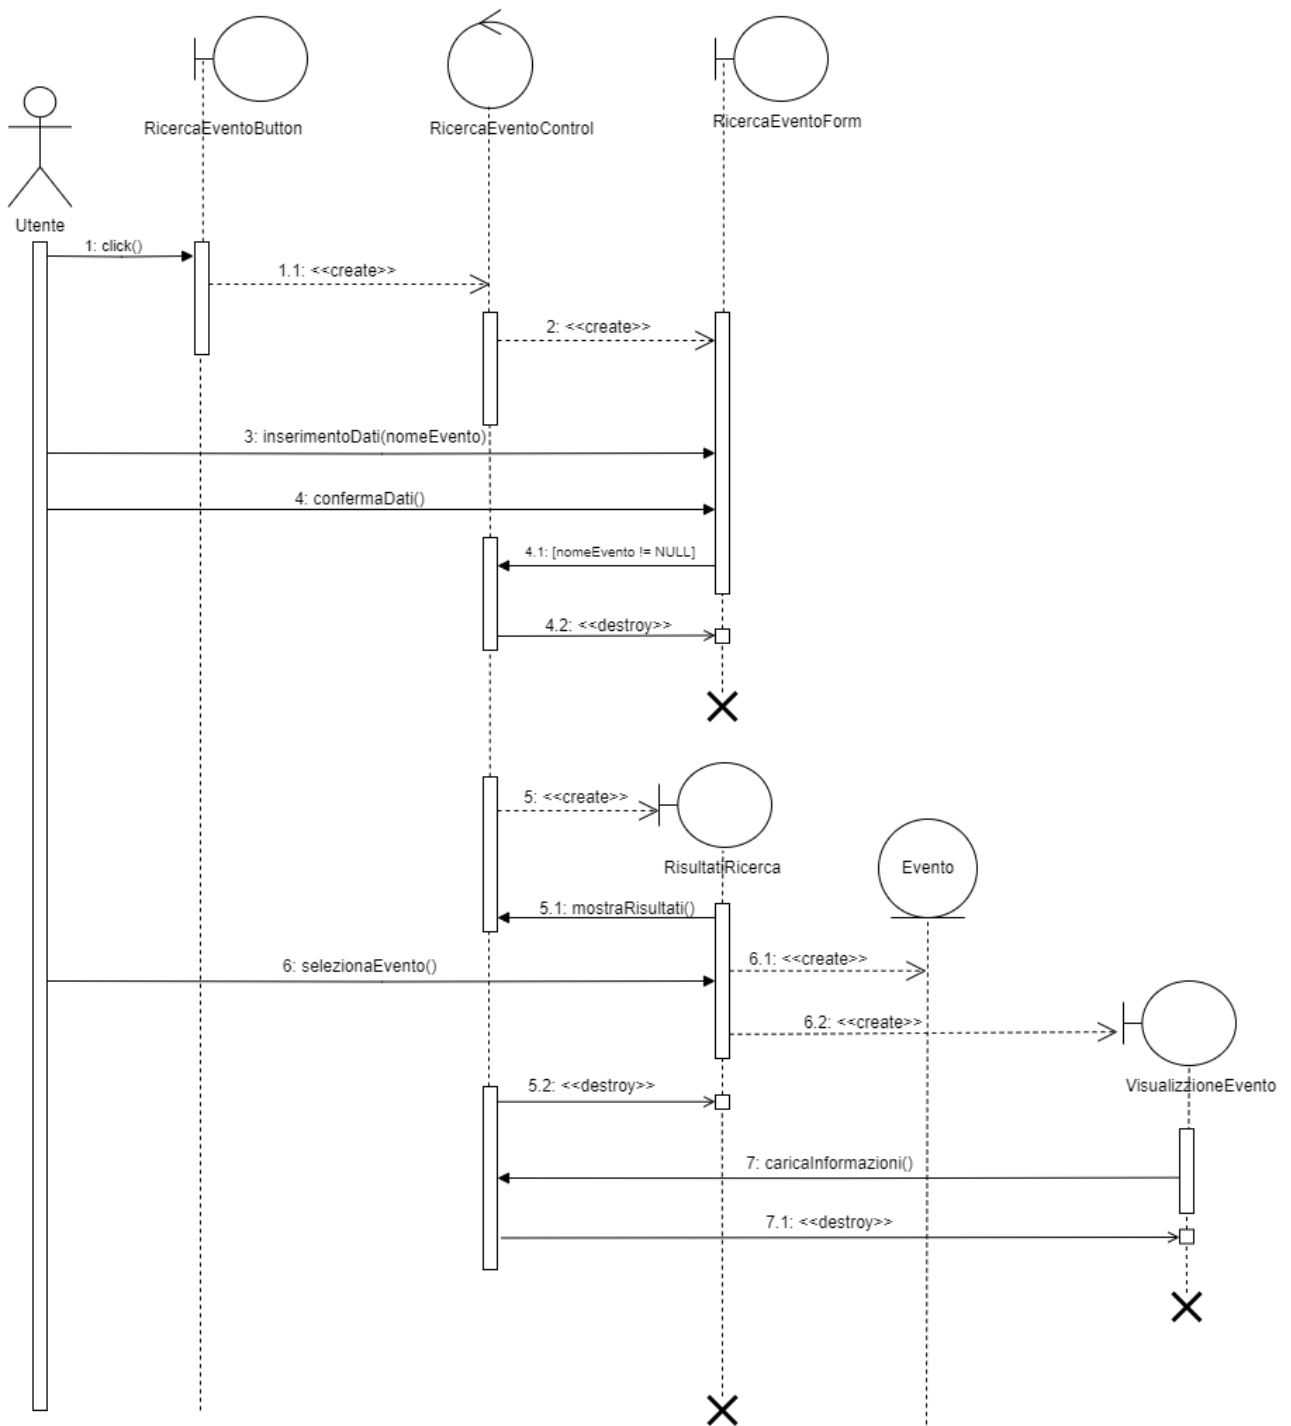 RicercaEventoButton
RicercaEventoControl
RicercaEventoForm
Utente
1: click()
1.1: <<create>>
2: <<create>>
3: inserimentoDati(nomeEvento)
4: confermaDati()
4.1: [nomeEvento != NULL]
4.2: <<destroy>>
5: <<create>>
RisultatiRicerca
Evento
5.1: mostraRisultati()
6: selezionaEvento()
6.1: <<create>>
6.2: <<create>>
5.2: <<destroy>>
VisualizzioneEvento
7: caricaInformazioni()
7.1: <<destroy>>